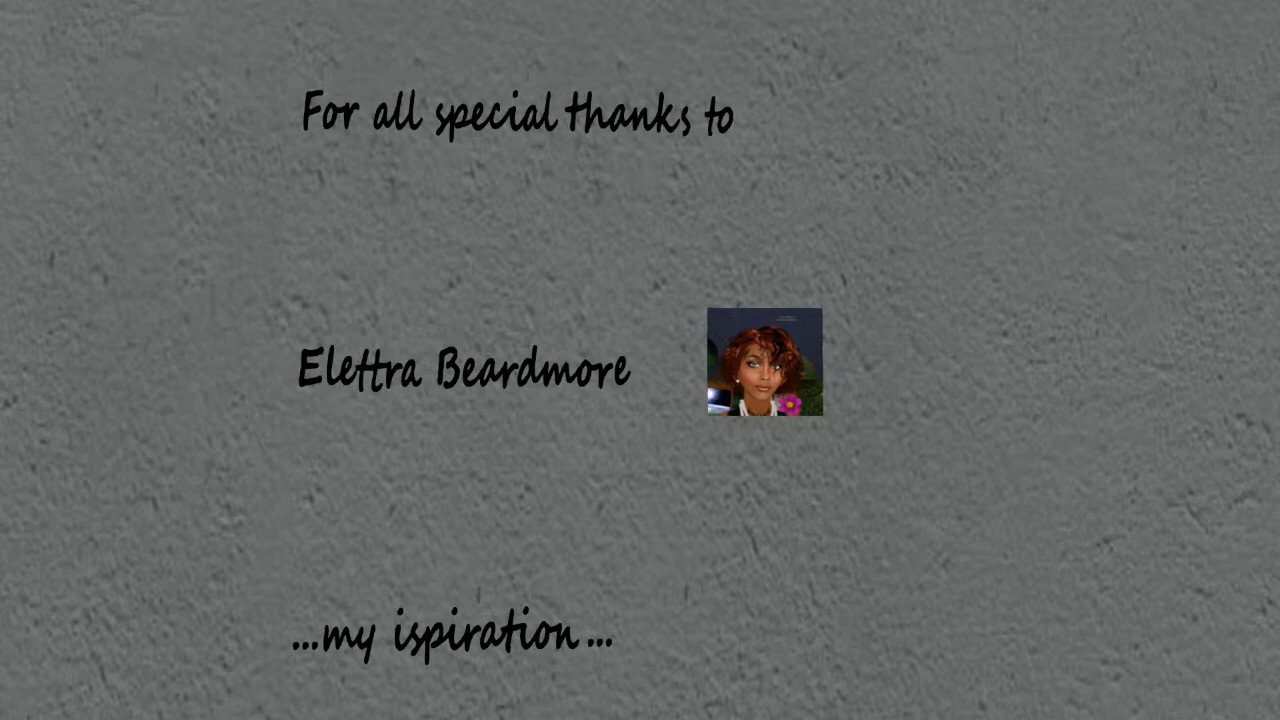 For all special thanks to
Elettra Beardmore
...my ispiration...